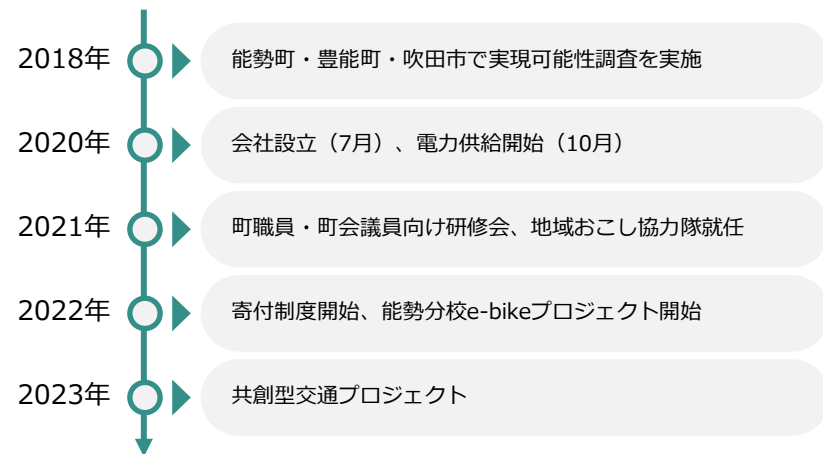 2018年 能勢町・豊能町・吹田市で実現可能性調査を実施
2020年 会社設立（7月）、電力供給開始（10月）
2021年 町職員・町会議員向け研修会、地域おこし協力隊就任
2022年 寄付制度開始、能勢分校e-bikeプロジェクト開始
2023年 共創型交通プロジェクト